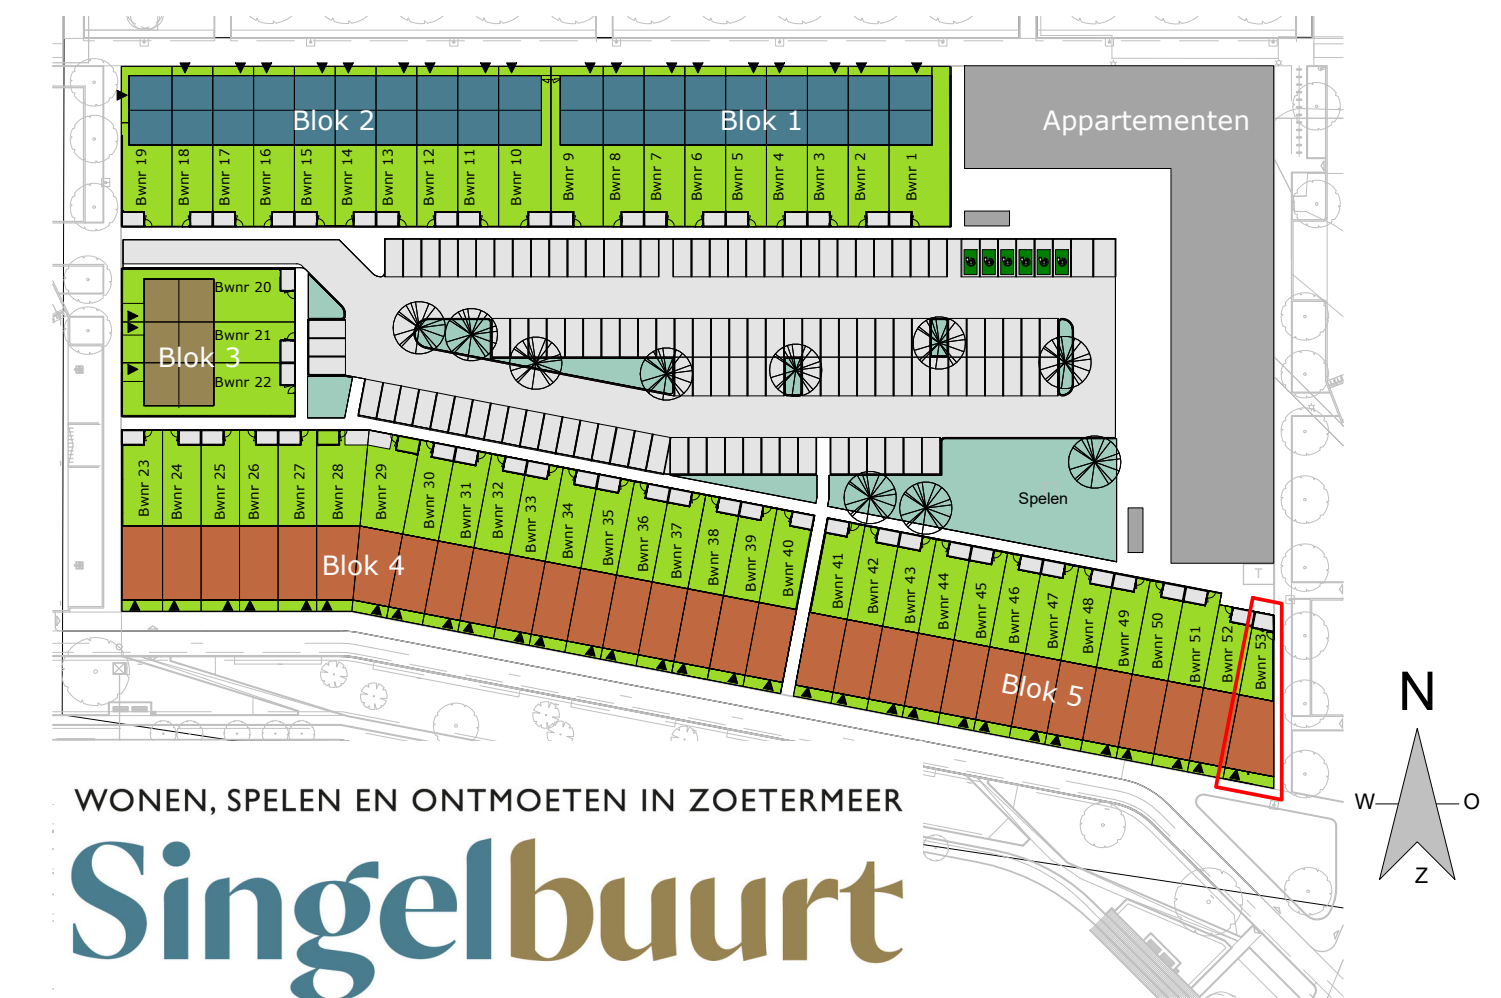 Blok 2
Blok 1
Appartementen
Bwnr 19
Bwnr 18
Bwnr 17
Bwnr 16
Bwnr 15
Bwnr 14
Bwnr 13
Bwnr 12
Bwnr 11
Bwnr 10
Bwnr 9
Bwnr 8
Bwnr 7
Bwnr 6
Bwnr 5
Bwnr 4
Bwnr 3
Bwnr 2
Bwnr 1
Bwnr 20
Bwnr 21
Blok 3
Bwnr 22
Bwnr 23
Bwnr 24
Bwnr 25
Bwnr 26
Bwnr 27
Bwnr 28
Bwnr 29
Bwnr 30
Bwnr 31
Bwnr 32
Bwnr 33
Bwnr 34
Bwnr 35
Bwnr 36
Bwnr 37
Bwnr 38
Bwnr 39
Bwnr 40
Spelen
Blok 4
Bwnr 41
Bwnr 42
Bwnr 43
Bwnr 44
Bwnr 45
Bwnr 46
Bwnr 47
Bwnr 48
Bwnr 49
Bwnr 50
Bwnr 51
Bwnr 52
Bwnr 53
T
Blok 5
N
W
O
Z
WONEN, SPELEN EN ONTMOETEN IN ZOETERMEER
Singelbuurt